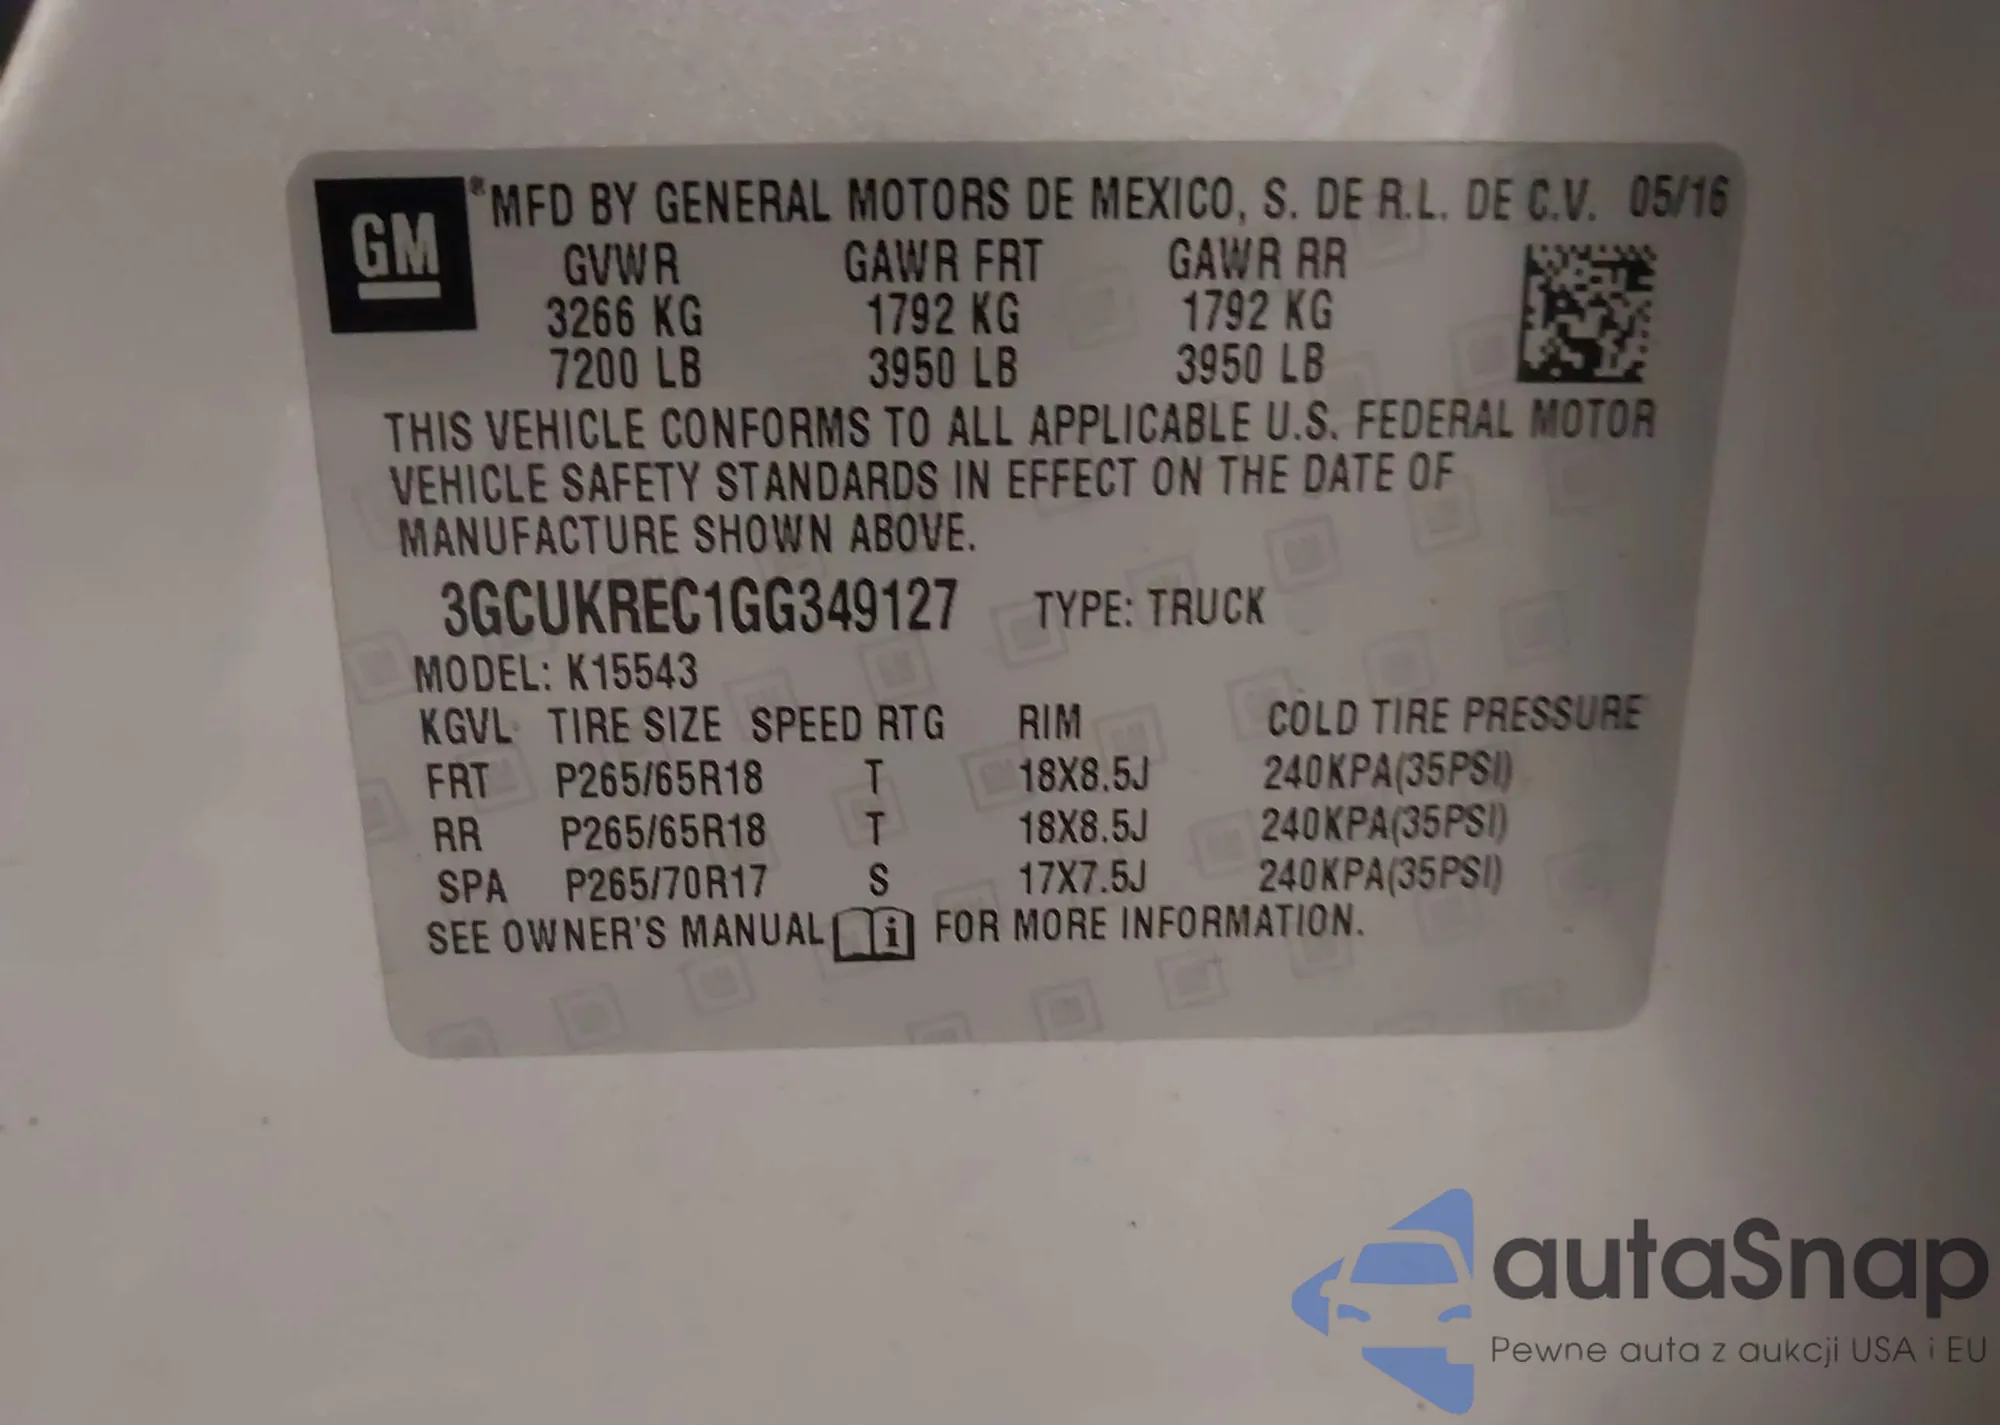 GM ®MFD BY GENERAL MOTORS DE MEXICO, S. DE R.L. DE C.V. 05/16
GVWR GAWR FRT GAWR RR
3266 KG 1792 KG 1792 KG
7200 LB 3950 LB 3950 LB
THIS VEHICLE CONFORMS TO ALL APPLICABLE U.S. FEDERAL MOTOR
VEHICLE SAFETY STANDARDS IN EFFECT ON THE DATE OF
MANUFACTURE SHOWN ABOVE.
3GCUKREC1GG349127 TYPE: TRUCK
MODEL: K15543
KGVL TIRE SIZE SPEED RTG RIM COLD TIRE PRESSURE
FRT P265/65R18 T 18X8.5J 240KPA(35PSI)
RR P265/65R18 T 18X8.5J 240KPA(35PSI)
SPA P265/70R17 S 17X7.5J 240KPA(35PSI)
SEE OWNER'S MANUAL i FOR MORE INFORMATION.
autaSnap
Pewne auta z aukcji USA i EU